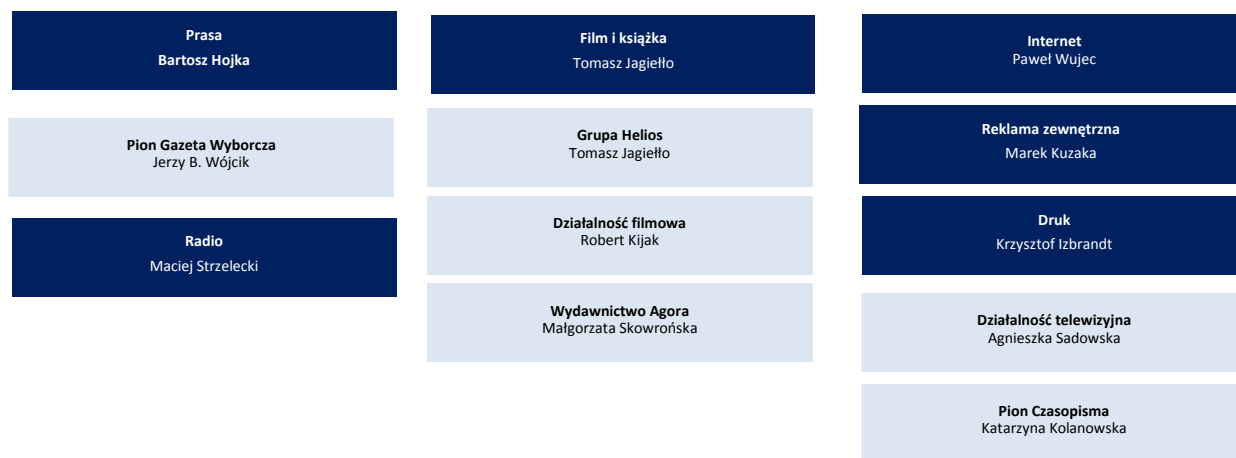 Prasa
Bartosz Hojka
Pion Gazeta Wyborcza
Jerzy B. Wójcik
Radio
Maciej Strzelecki
Film i książka
Tomasz Jagiełło
Grupa Helios
Tomasz Jagiełło
Działalność filmowa
Robert Kijak
Wydawnictwo Agora
Małgorzata Skowrońska
Internet
Paweł Wujec
Reklama zewnętrzna
Marek Kuzaka
Druk
Krzysztof Izbrandt
Działalność telewizyjna
Agnieszka Sadowska
Pion Czasopisma
Katarzyna Kolanowska